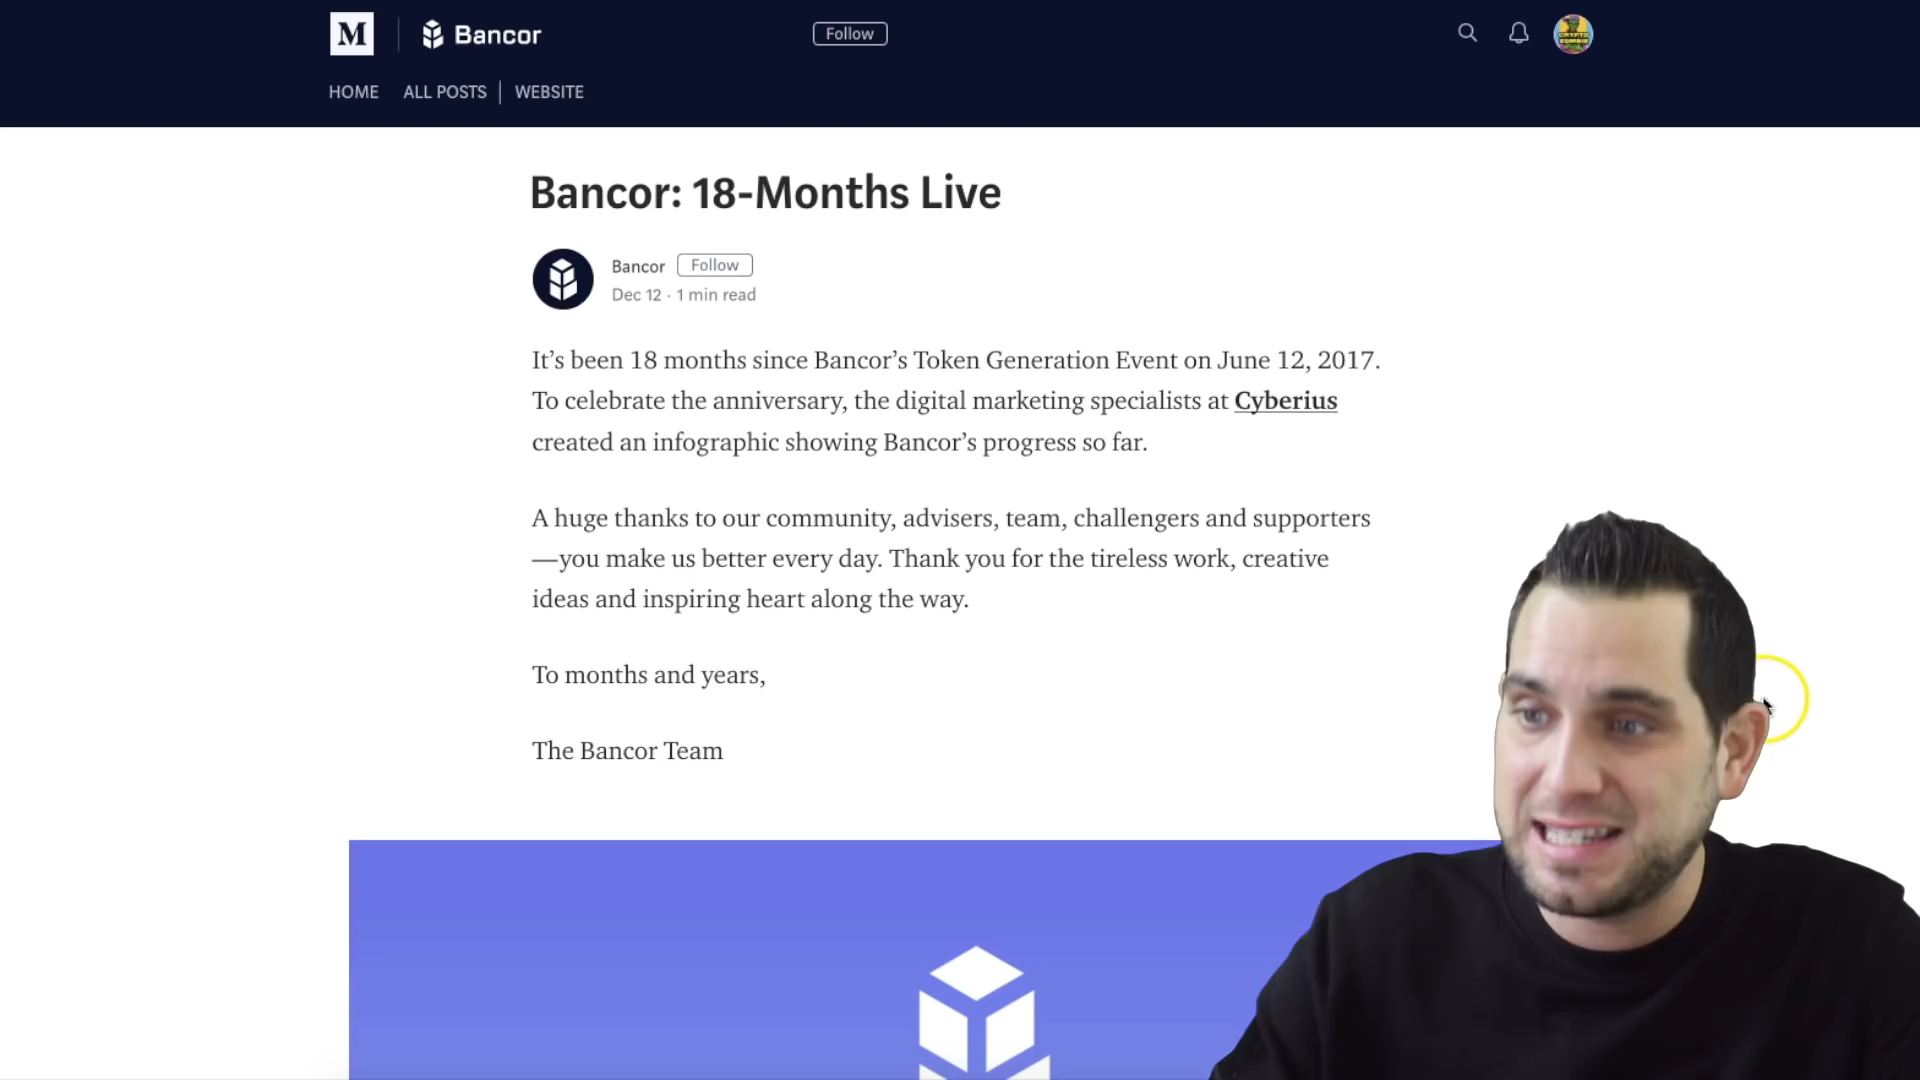 M
Bancor
Follow
CRYPTO
ZOMBIE
HOME
ALL POSTS
WEBSITE
Bancor: 18-Months Live
Bancor
Follow
Dec 12 · 1 min read
It’s been 18 months since Bancor’s Token Generation Event on June 12, 2017.
To celebrate the anniversary, the digital marketing specialists at Cyberius
created an infographic showing Bancor’s progress so far.
A huge thanks to our community, advisers, team, challengers and supporters
—you make us better every day. Thank you for the tireless work, creative
ideas and inspiring heart along the way.
To months and years,
The Bancor Team